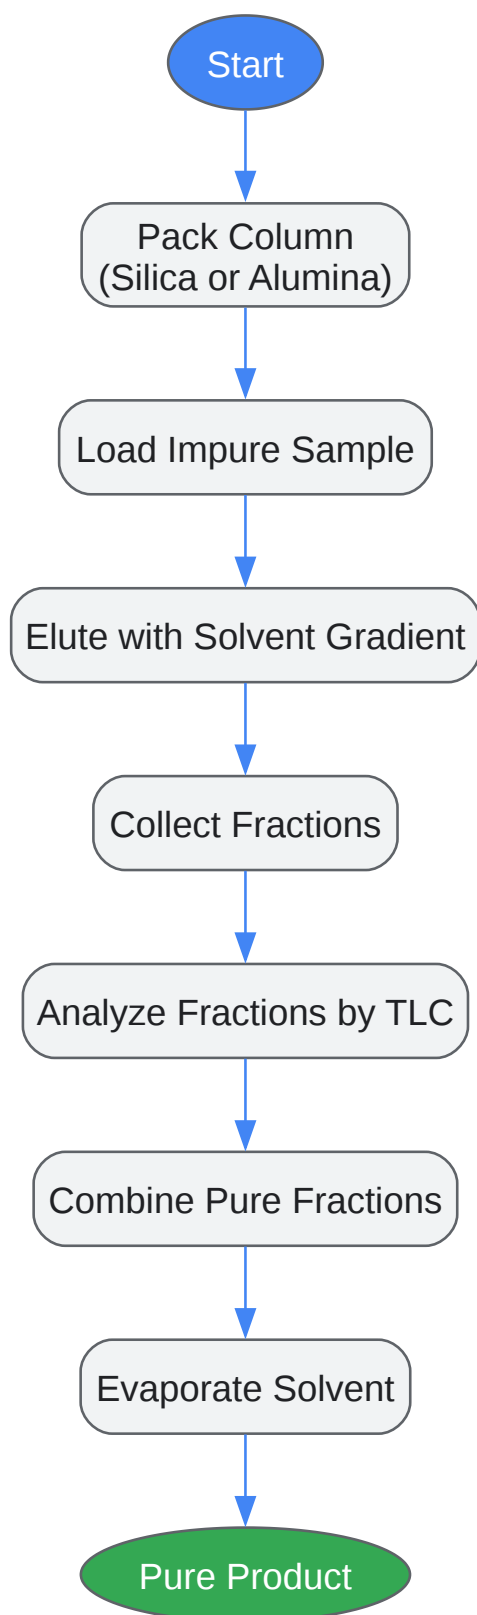 Start
Pack Column
(Silica or Alumina)
Load Impure Sample
Elute with Solvent Gradient
Collect Fractions
Analyze Fractions by TLC
Combine Pure Fractions
Evaporate Solvent
Pure Product